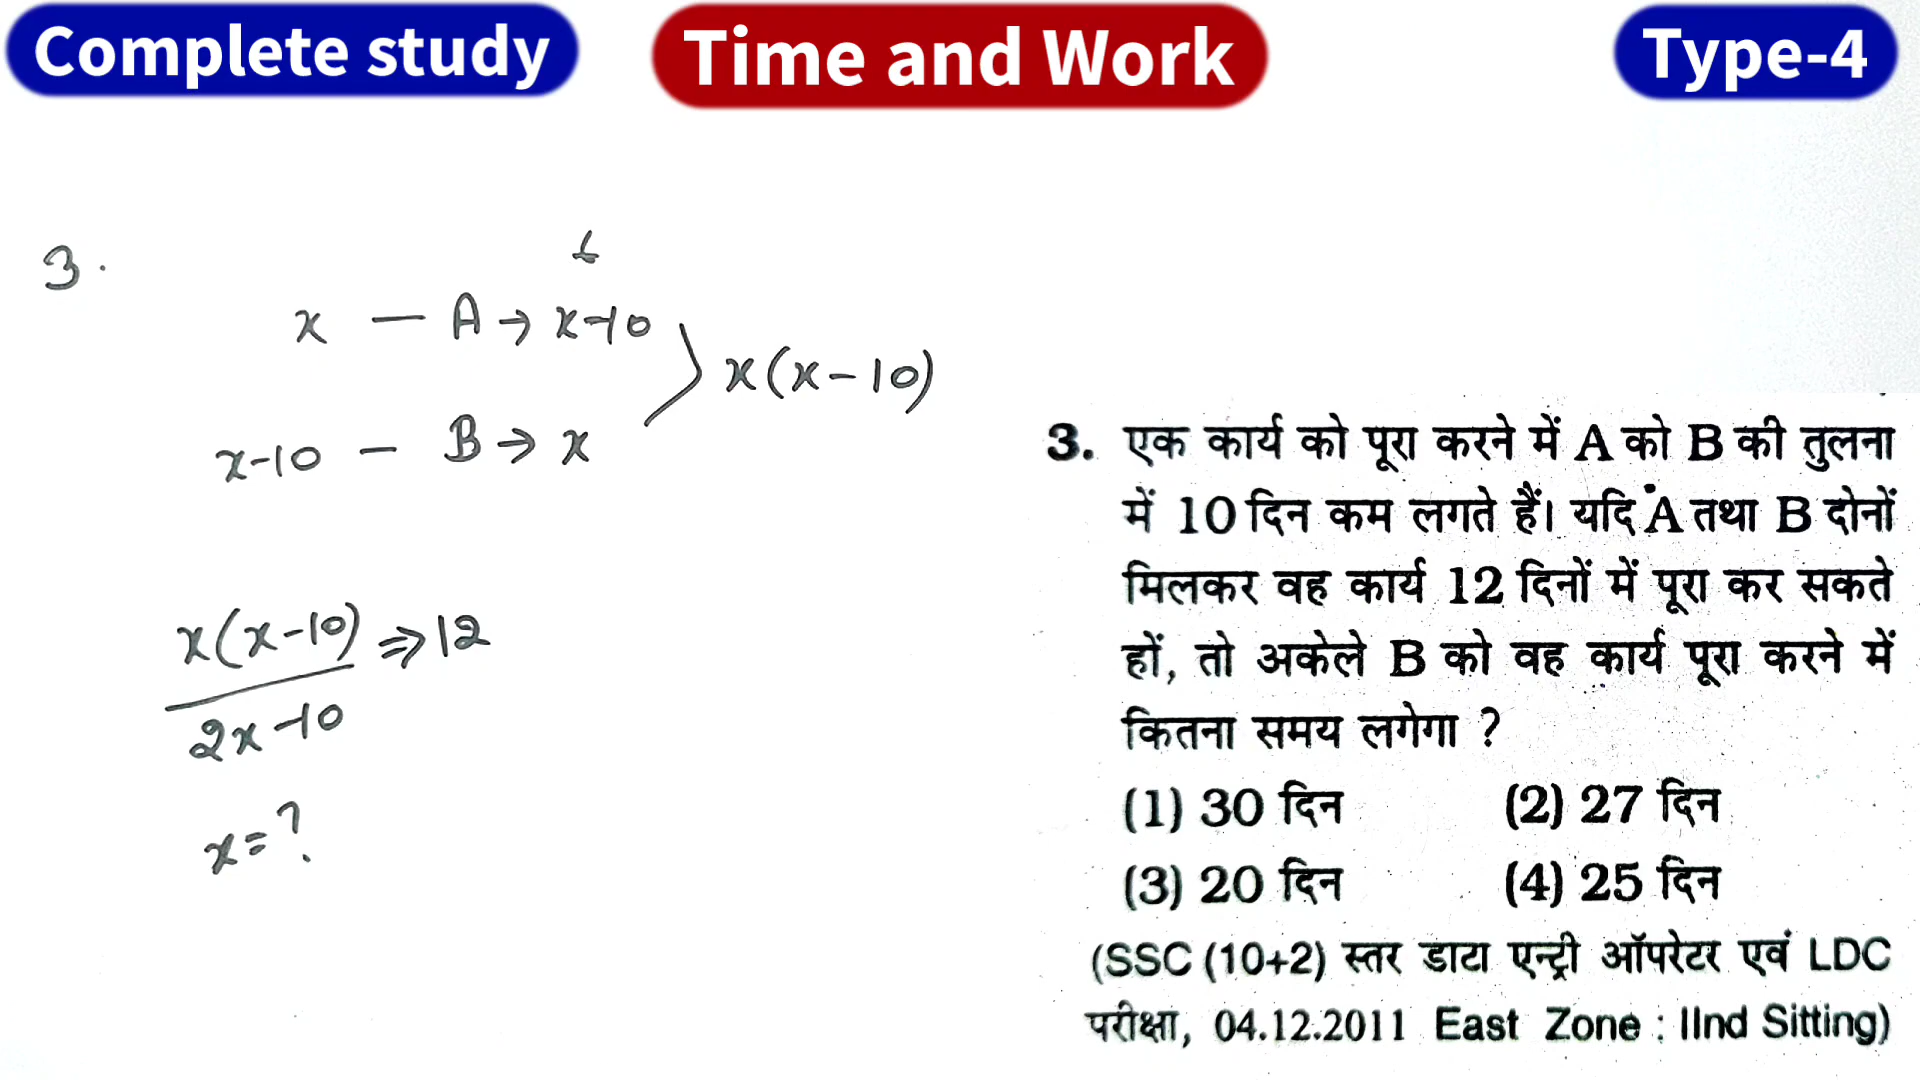 Complete study
Time and Work
Type-4
3.
x — A → x-10
x-10 — B → x
x(x-10)
x(x-10) ⇒ 12
2x-10
x = ?
3. एक कार्य को पूरा करने में A को B की तुलना
में 10 दिन कम लगते हैं। यदि A तथा B दोनों
मिलकर वह कार्य 12 दिनों में पूरा कर सकते
हों, तो अकेले B को वह कार्य पूरा करने में
कितना समय लगेगा ?
(1) 30 दिन (2) 27 दिन
(3) 20 दिन (4) 25 दिन
(SSC (10+2) स्तर डाटा एन्ट्री ऑपरेटर एवं LDC
परीक्षा, 04.12.2011 East Zone : IInd Sitting)